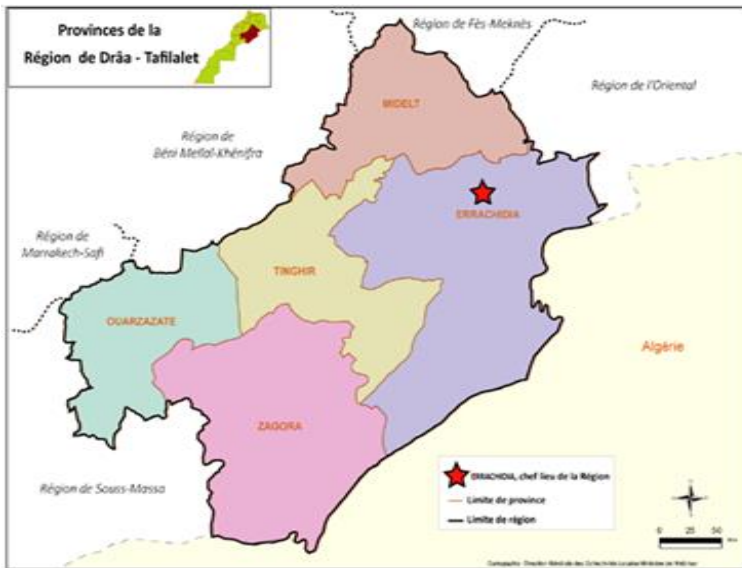 Provinces de la
Région de Drâa - Tafilalet
Région de Fès-Meknès
Région de l'Oriental
MIDELT
Région de
Béni Mellal-Khénifra
ERRACHIDIA
Région de
Marrakech-Safi
TINGHIR
OUARZAZATE
Algérie
ZAGORA
Région de Souss-Massa
ERRACHIDIA, chef lieu de la Région
Limite de province
Limite de région
0 25 50